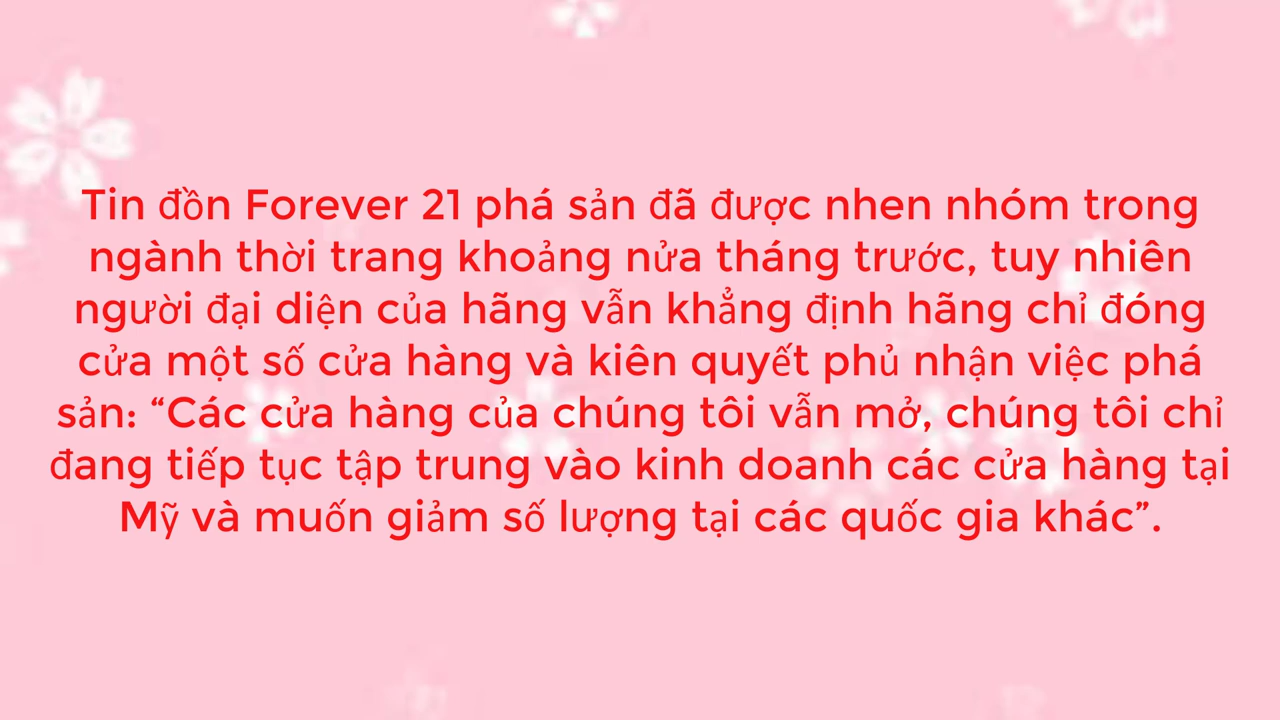 Tin đồn Forever 21 phá sản đã được nhen nhóm trong
ngành thời trang khoảng nửa tháng trước, tuy nhiên
người đại diện của hãng vẫn khẳng định hãng chỉ đóng
cửa một số cửa hàng và kiên quyết phủ nhận việc phá
sản: “Các cửa hàng của chúng tôi vẫn mở, chúng tôi chỉ
đang tiếp tục tập trung vào kinh doanh các cửa hàng tại
Mỹ và muốn giảm số lượng tại các quốc gia khác”.